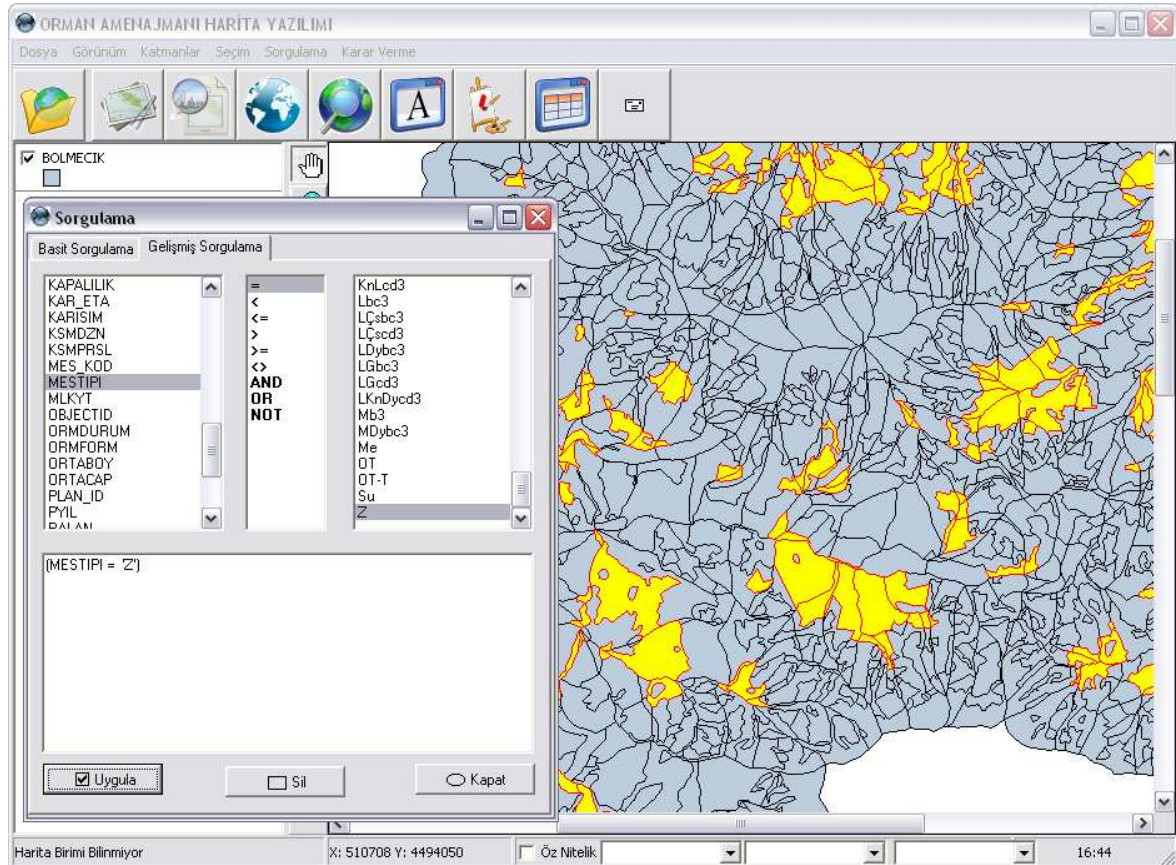 ORMAN AMENAJMANI HARİTA YAZILIMI
Dosya Görünüm Katmanlar Seçim Sorgulama Karar Verme
A
BOLMECIK
Sorgulama
Basit Sorgulama Gelişmiş Sorgulama
KAPALILIK
KAR_ETA
KARISIM
KSMDZN
KSMPRSL
MES_KOD
MESTIPI
MLKYT
OBJECTID
ORMDURUM
ORMFORM
ORTABOY
ORTACAP
PLAN_ID
PYIL
=
<
<=
>
>=
<>
AND
OR
NOT
KnLcd3
Lbc3
LÇsbc3
LÇscd3
LDybc3
LGbc3
LGcd3
LKnDycd3
Mb3
MDybc3
Me
OT
OT-T
Su
Z
(MESTIPI = 'Z')
Uygula
Sil
Kapat
Harita Birimi Bilinmiyor
X: 510708 Y: 4494050
Öz Nitelik
16:44